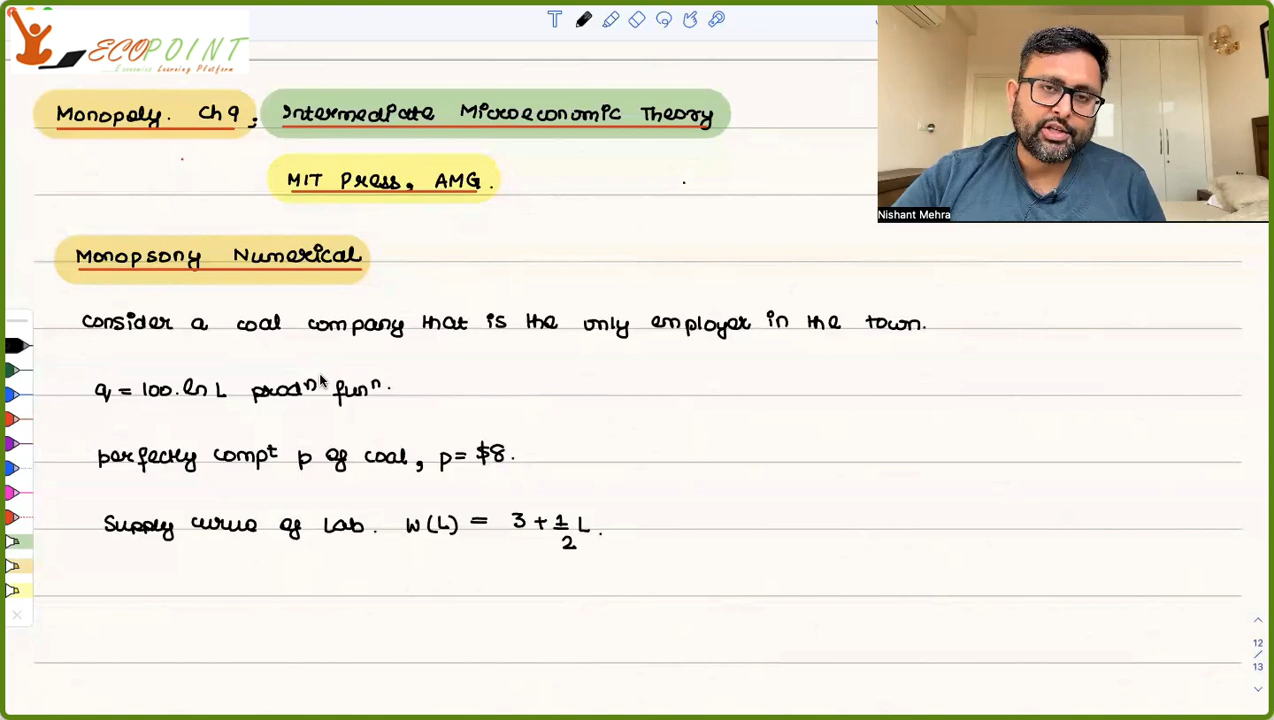 ECOPOINT
Economics Learning Platform
Monopoly. Ch 9, Intermediate Microeconomic Theory
MIT Press, AMG.
Nishant Mehra
Monopsony Numerical
Consider a coal company that is the only employer in the town.
q = 100.ln L prodⁿ funⁿ.
perfectly compt p of coal, p = $8.
Supply curve of Lab. W(L) = 3 + 1/2 L.
12
/
13